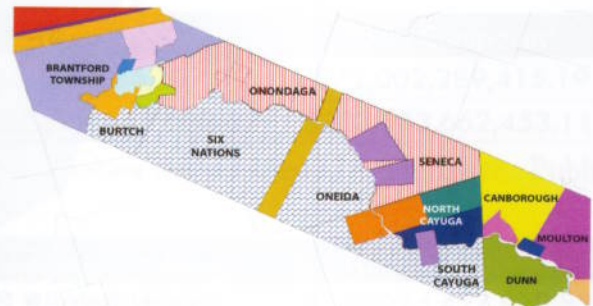 BRANTFORD
TOWNSHIP
BURTCH
ONONDAGA
SIX
NATIONS
ONEIDA
SENECA
NORTH
CAYUGA
CANBOROUGH
MOULTON
SOUTH
CAYUGA
DUNN